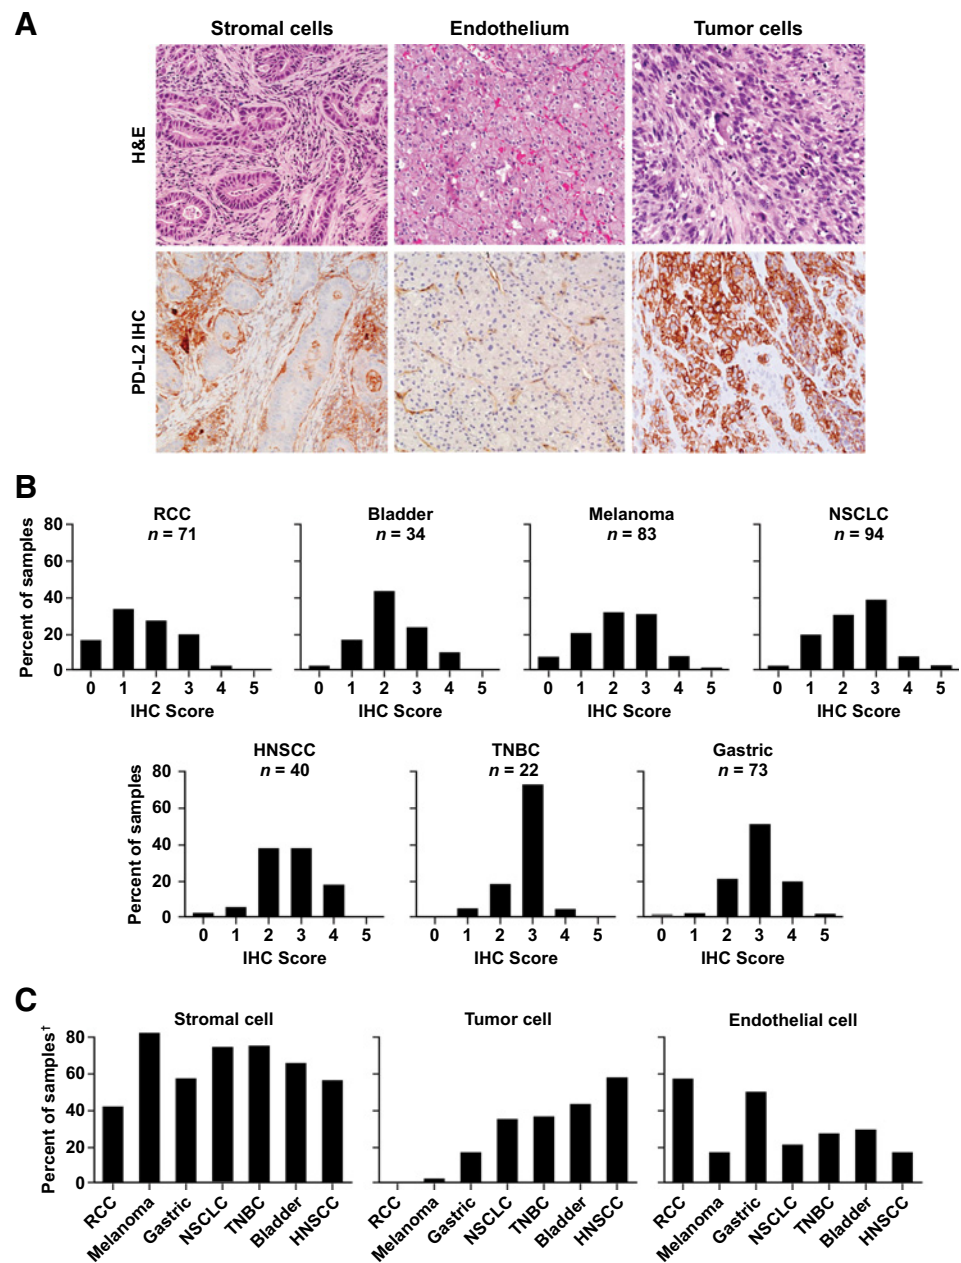 A
Stromal cells Endothelium Tumor cells
H&E
PD-L2 IHC
B
RCC
n = 71
Bladder
n = 34
Melanoma
n = 83
NSCLC
n = 94
Percent of samples
80
60
40
20
0
0 1 2 3 4 5
0 1 2 3 4 5
0 1 2 3 4 5
0 1 2 3 4 5
IHC Score IHC Score IHC Score IHC Score
HNSCC
n = 40
TNBC
n = 22
Gastric
n = 73
Percent of samples
80
60
40
20
0
0 1 2 3 4 5
0 1 2 3 4 5
0 1 2 3 4 5
IHC Score IHC Score IHC Score
C
Stromal cell Tumor cell Endothelial cell
Percent of samples†
80
60
40
20
0
RCC Melanoma Gastric NSCLC TNBC Bladder HNSCC
RCC Melanoma Gastric NSCLC TNBC Bladder HNSCC
RCC Melanoma Gastric NSCLC TNBC Bladder HNSCC